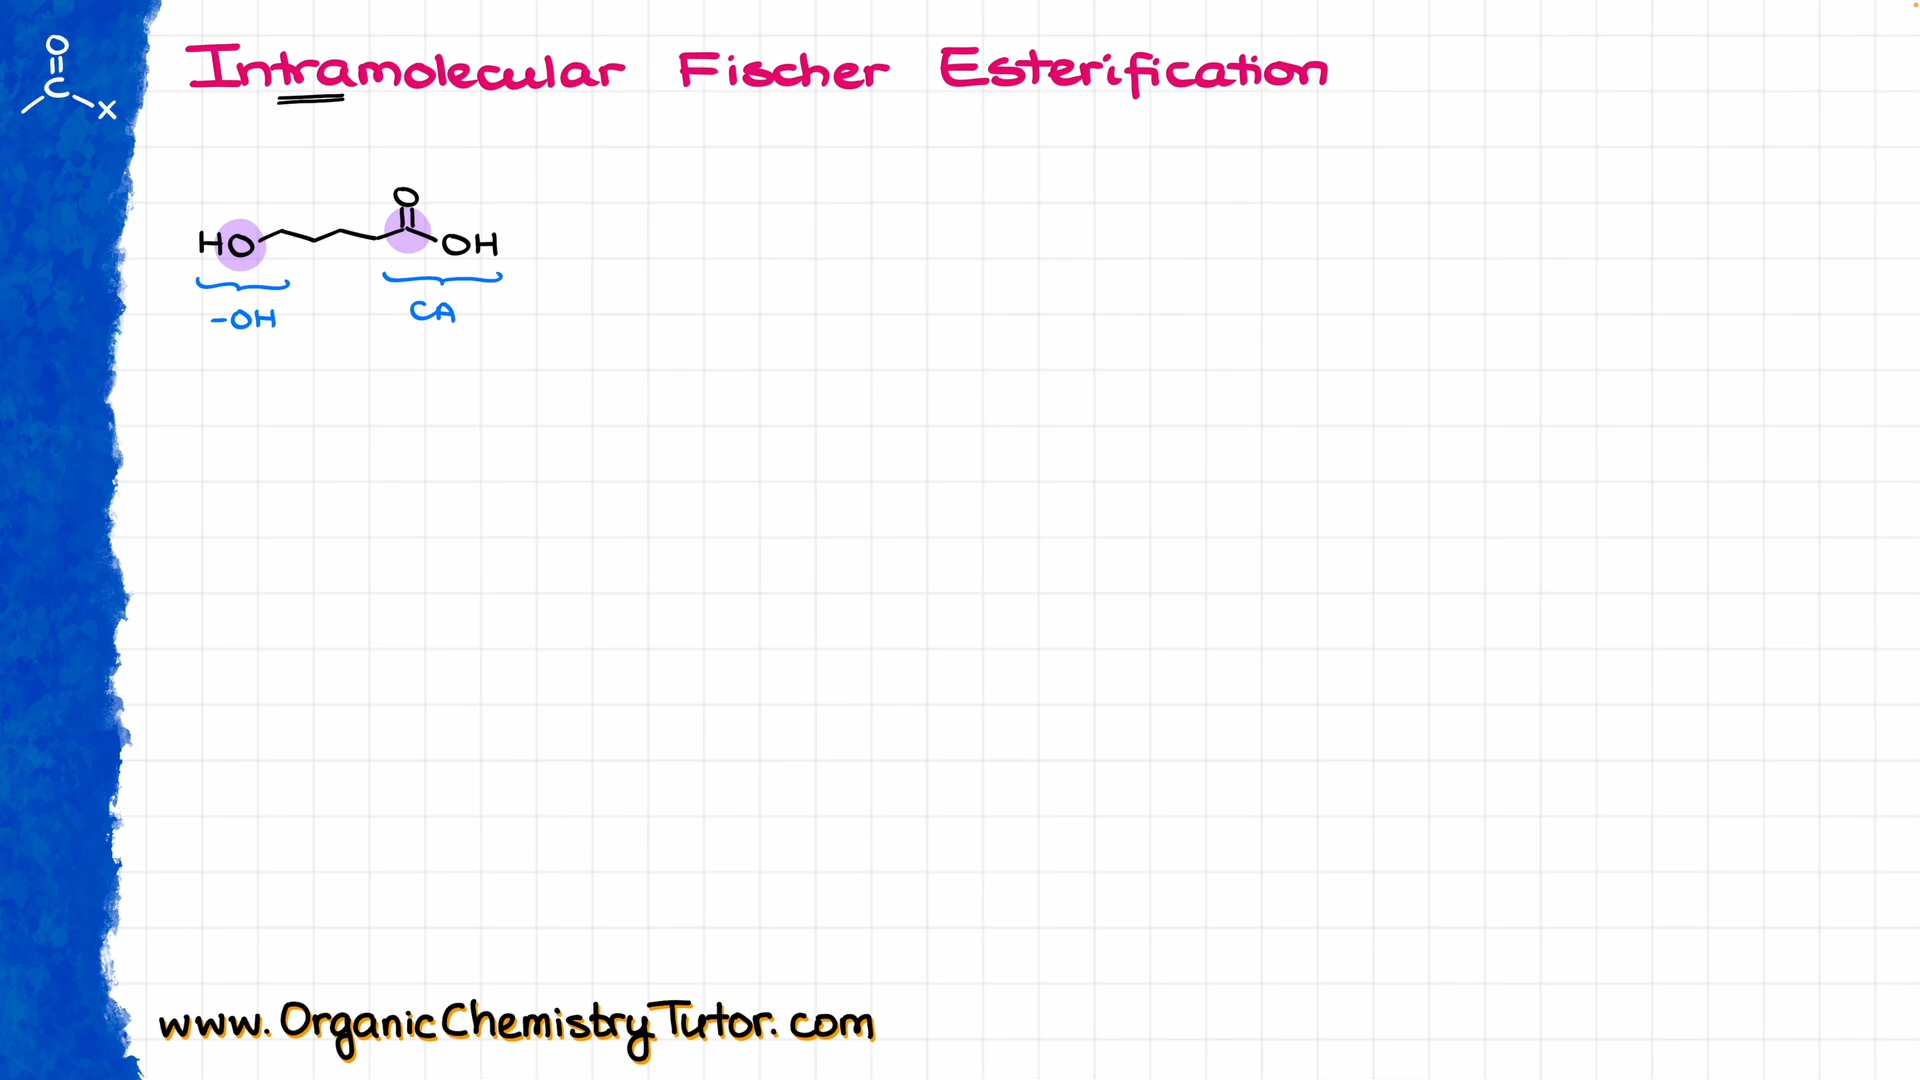 O
C
X
Intramolecular Fischer Esterification
O
HO OH
-OH CA
www.OrganicChemistryTutor.com